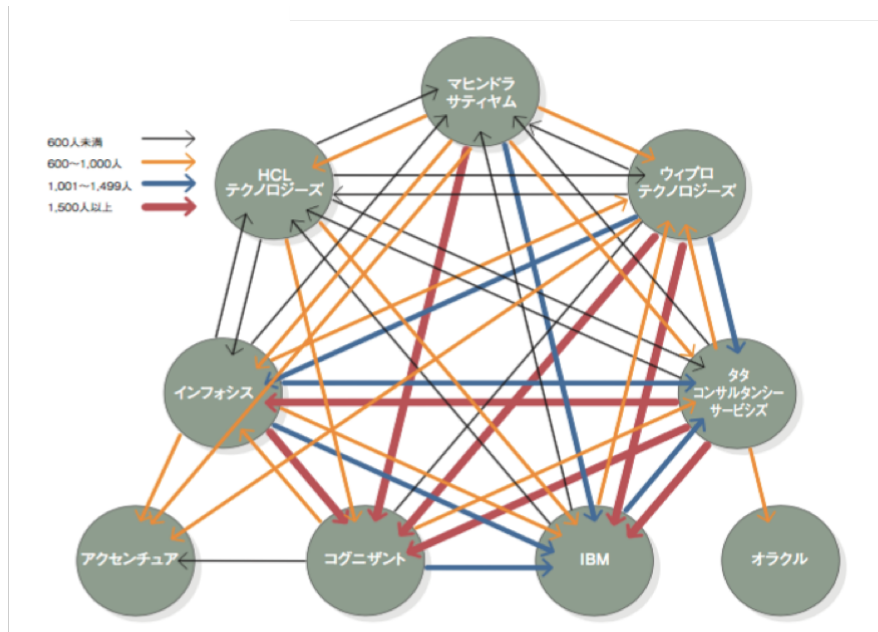 マヒンドラ
サティヤム
600人未満
600〜1,000人
1,001〜1,499人
1,500人以上
HCL
テクノロジーズ
ウィプロ
テクノロジーズ
インフォシス
タタ
コンサルタンシー
サービシズ
アクセンチュア
コグニザント
IBM
オラクル